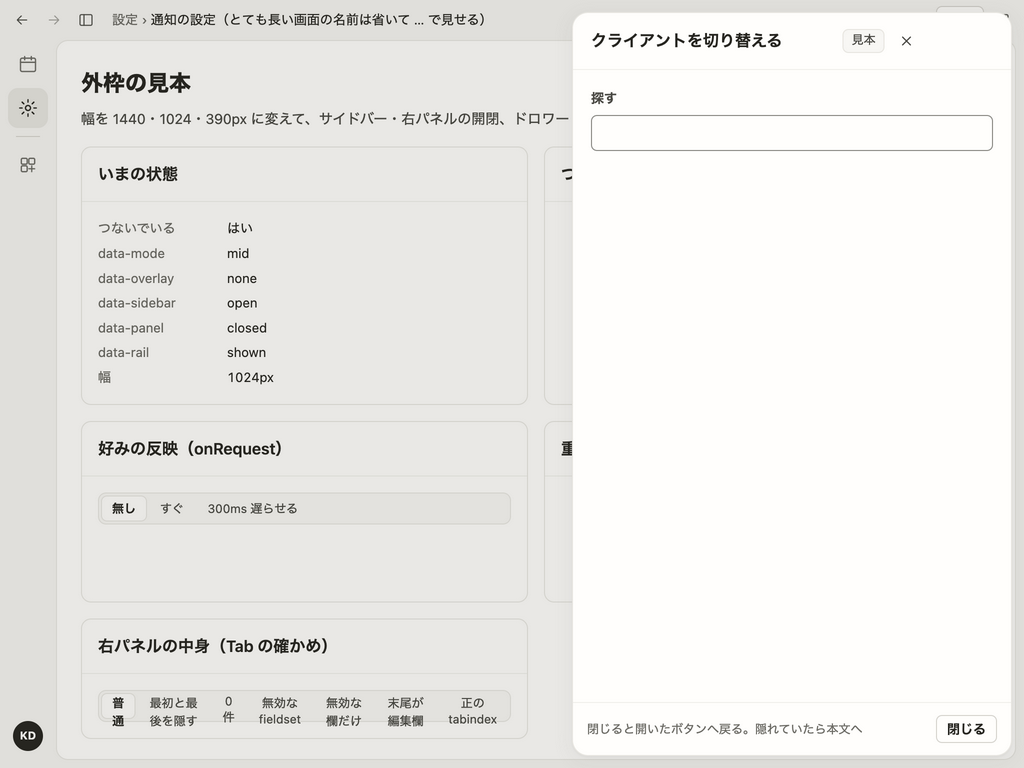 設定 › 通知の設定（とても長い画面の名前は省いて ... で見せる）
外枠の見本
幅を 1440・1024・390px に変えて、サイドバー・右パネルの開閉、ドロワー
いまの状態
つないでいる はい
data-mode mid
data-overlay none
data-sidebar open
data-panel closed
data-rail shown
幅 1024px
好みの反映（onRequest）
無し すぐ 300ms 遅らせる
右パネルの中身（Tab の確かめ）
普通 最初と最後を隠す 0件 無効な fieldset 無効な欄だけ 末尾が編集欄 正の tabindex
KD
クライアントを切り替える 見本
探す
閉じると開いたボタンへ戻る。隠れていたら本文へ 閉じる